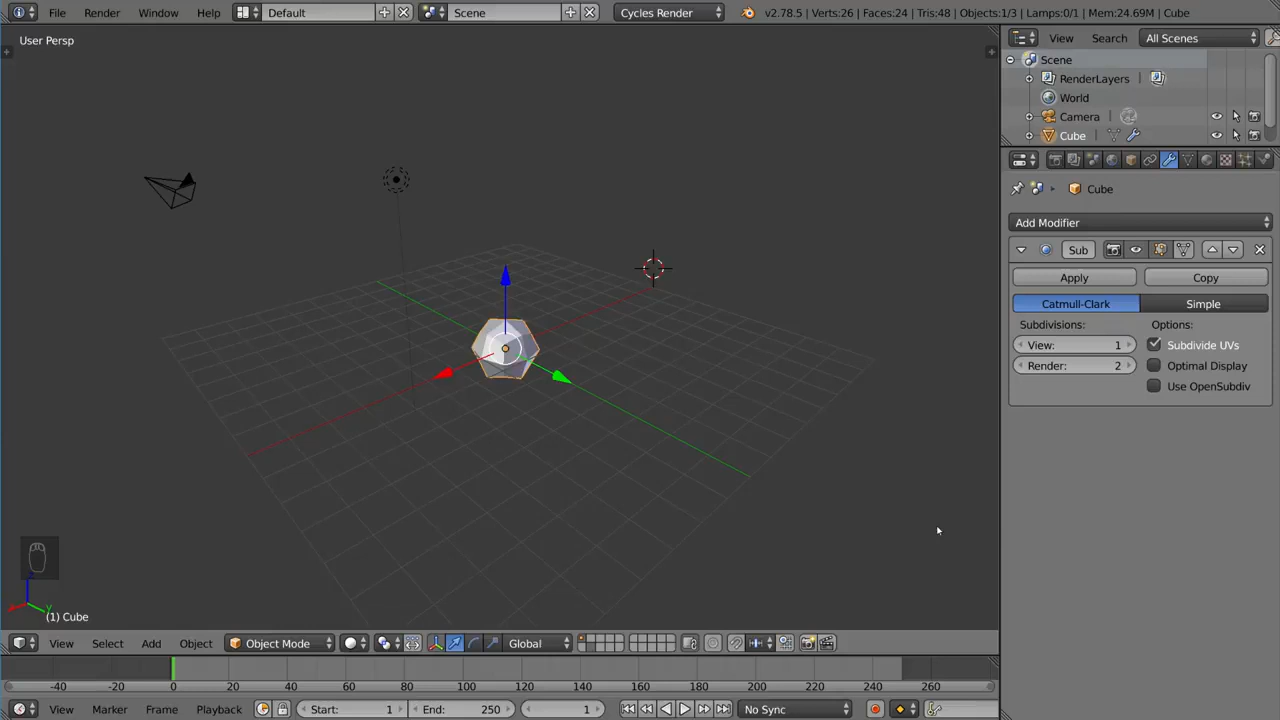 File Render Window Help Default Scene Cycles Render v2.78.5 | Verts:26 | Faces:24 | Tris:48 | Objects:1/3 | Lamps:0/1 | Mem:24.69M | Cube
User Persp
View Search All Scenes
Scene
RenderLayers
World
Camera
Cube
Cube
Add Modifier
Sub
Apply Copy
Catmull-Clark Simple
Subdivisions: Options:
View: 1 Subdivide UVs
Render: 2 Optimal Display
Use OpenSubdiv
z
y
(1) Cube
View Select Add Object Object Mode Global
-40 -20 0 20 40 60 80 100 120 140 160 180 200 220 240 260
View Marker Frame Playback Start: 1 End: 250 1 No Sync